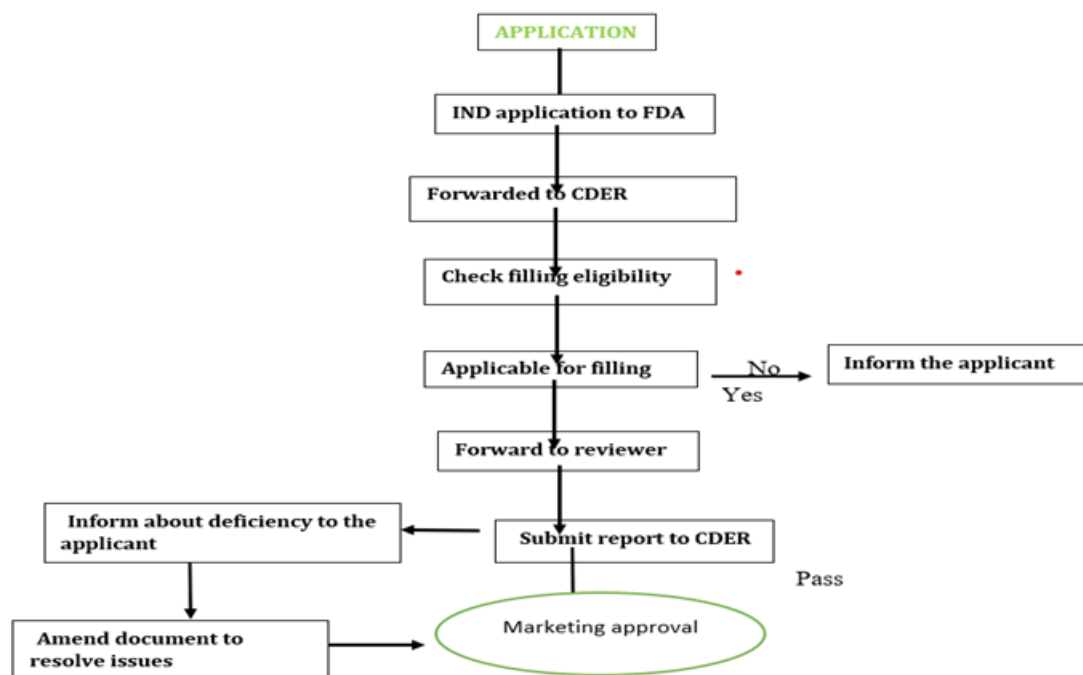 APPLICATION
IND application to FDA
Forwarded to CDER
Check filling eligibility
Applicable for filling
No
Yes
Inform the applicant
Forward to reviewer
Inform about deficiency to the
applicant
Submit report to CDER
Pass
Marketing approval
Amend document to
resolve issues